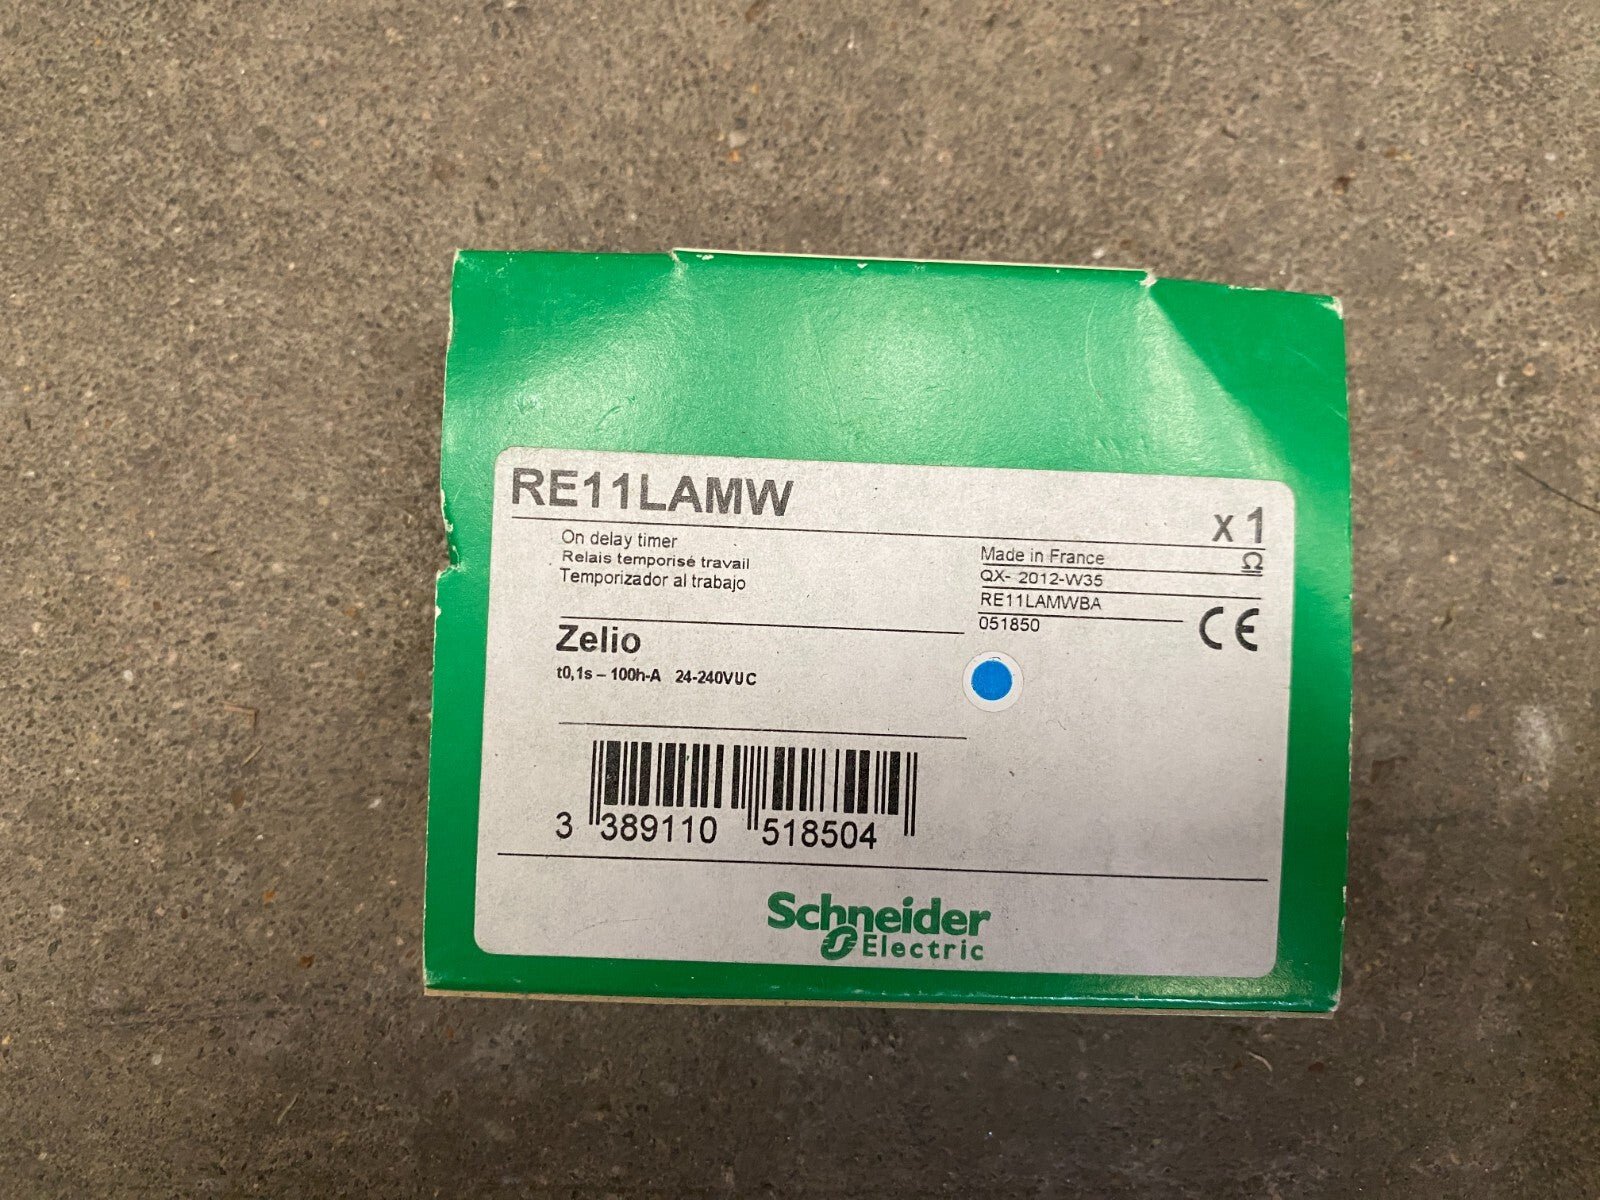 RE11LAMW
x 1
On delay timer
Relais temporisé travail
Temporizador al trabajo
Made in France
Ω
QX- 2012-W35
RE11LAMWBA
051850
CE
Zelio
t0,1s – 100h-A 24-240VUC
3 389110 518504
Schneider
Electric